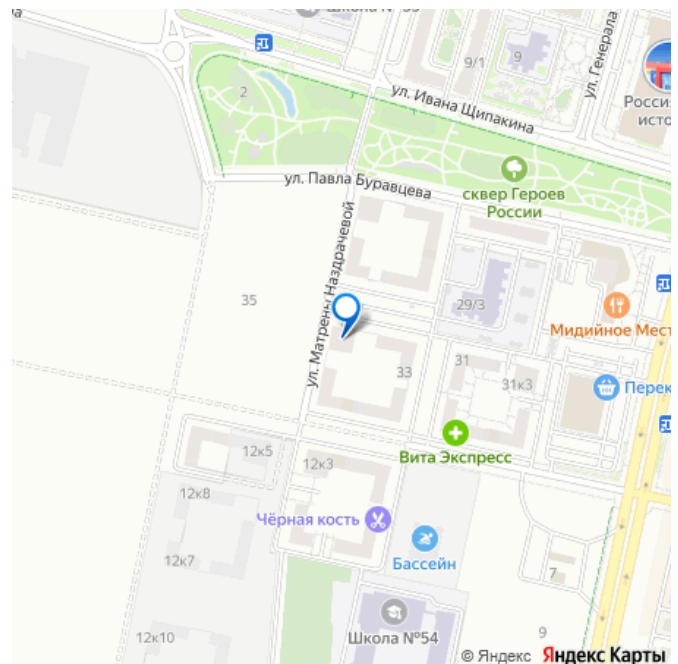 Школа №
ул. Ивана Щипакина
9/1
9
ул. Генерала
Россия
исто
2
ул. Павла Буравцева
сквер Героев
России
ул. Матрены Наздрачевой
35
29/3
Мидийное Мест
33
31
31к3
Перек
Вита Экспресс
12к5
12к3
12к8
Чёрная кость
12к7
Бассейн
7
12к10
Школа №54
9
© Яндекс Яндекс Карты